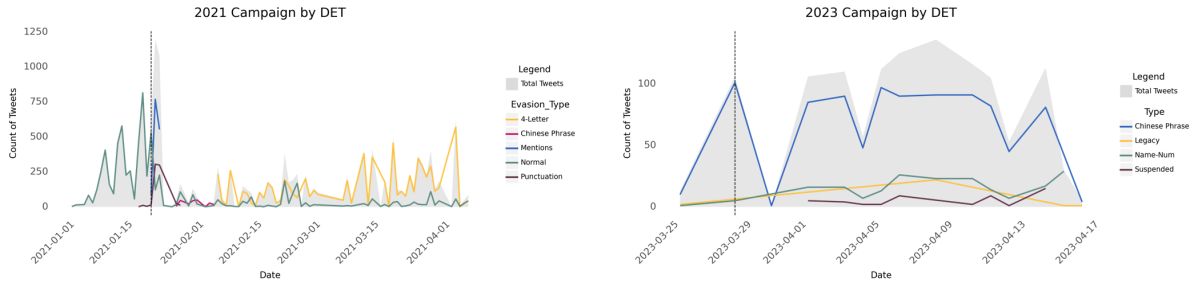 2021 Campaign by DET
Count of Tweets
1250
1000
750
500
250
0
2021-01-01
2021-01-15
2021-02-01
2021-02-15
2021-03-01
2021-03-15
2021-04-01
Date
Legend
Total Tweets
Evasion_Type
4-Letter
Chinese Phrase
Mentions
Normal
Punctuation
2023 Campaign by DET
Count of Tweets
100
50
0
2023-03-25
2023-03-29
2023-04-01
2023-04-05
2023-04-09
2023-04-13
2023-04-17
Date
Legend
Total Tweets
Type
Chinese Phrase
Legacy
Name-Num
Suspended